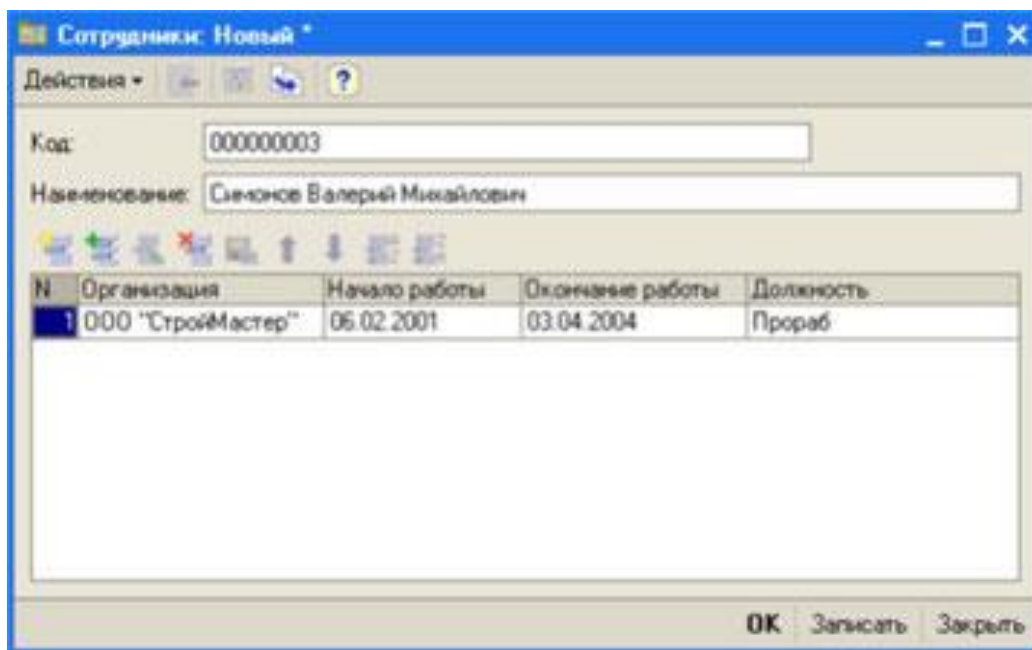 Сотрудники: Новый *
Действия
Код: 000000003
Наименование: Симонов Валерий Михайлович
N Организация Начало работы Окончание работы Должность
1 ООО "СтройМастер" 06.02.2001 03.04.2004 Прораб
OK Записать Закрыть